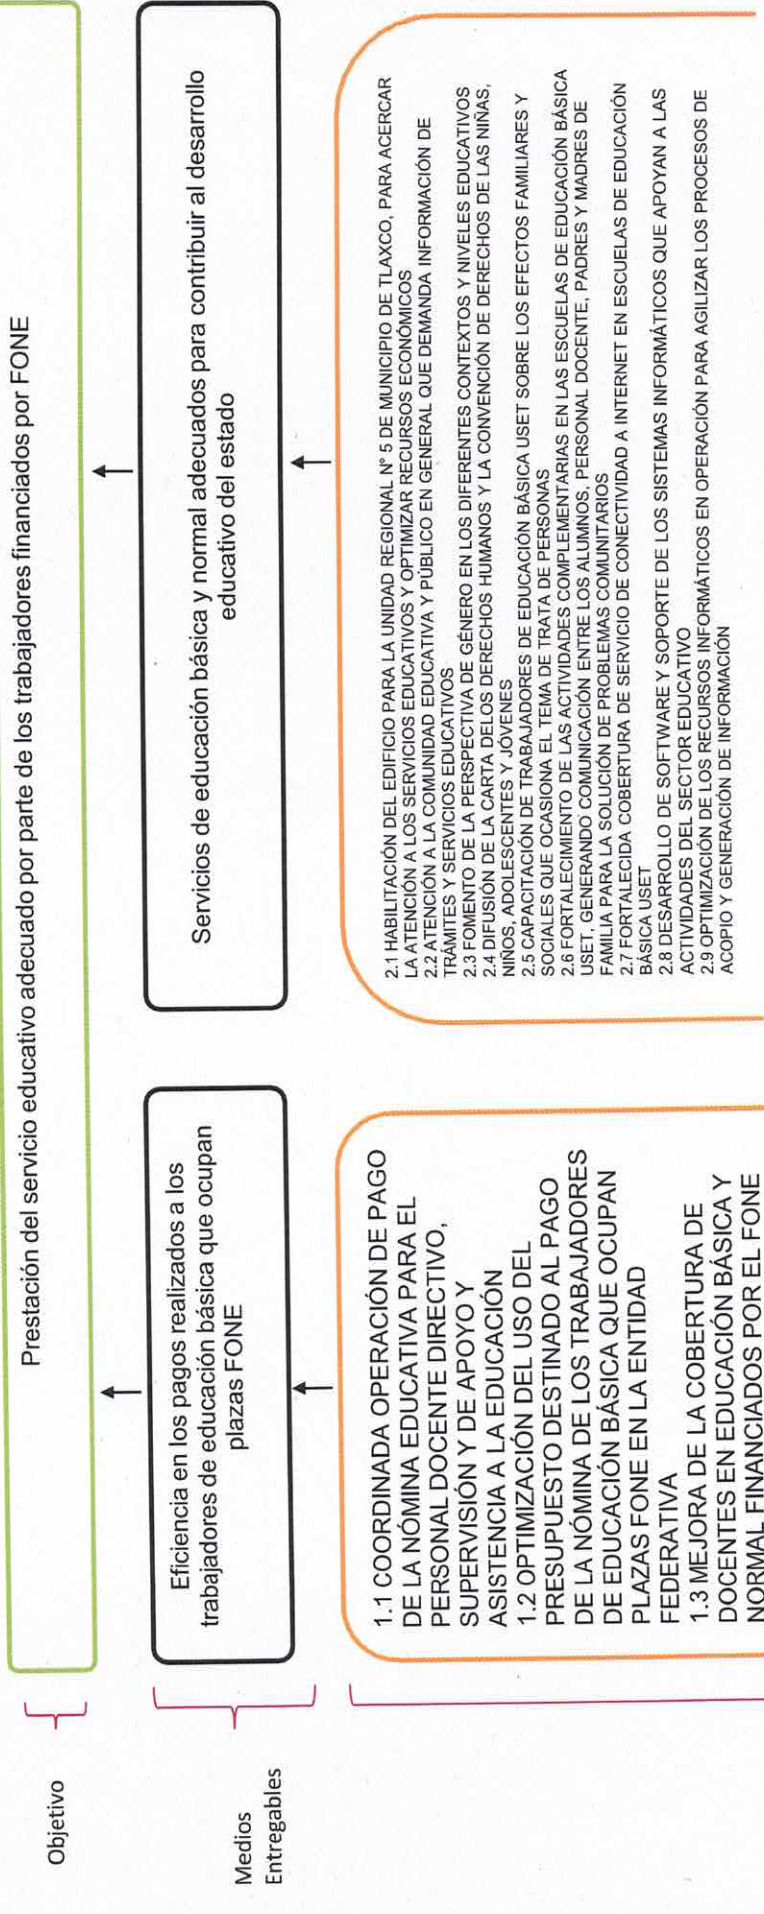 Objetivo
Prestación del servicio educativo adecuado por parte de los trabajadores financiados por FONE
Medios
Entregables
Eficiencia en los pagos realizados a los
trabajadores de educación básica que ocupan
plazas FONE
Servicios de educación básica y normal adecuados para contribuir al desarrollo
educativo del estado
1.1 COORDINADA OPERACIÓN DE PAGO
DE LA NÓMINA EDUCATIVA PARA EL
PERSONAL DOCENTE DIRECTIVO,
SUPERVISIÓN Y DE APOYO Y
ASISTENCIA A LA EDUCACIÓN
1.2 OPTIMIZACIÓN DEL USO DEL
PRESUPUESTO DESTINADO AL PAGO
DE LA NÓMINA DE LOS TRABAJADORES
DE EDUCACIÓN BÁSICA QUE OCUPAN
PLAZAS FONE EN LA ENTIDAD
FEDERATIVA
1.3 MEJORA DE LA COBERTURA DE
DOCENTES EN EDUCACIÓN BÁSICA Y
NORMAL FINANCIADOS POR EL FONE
2.1 HABILITACIÓN DEL EDIFICIO PARA LA UNIDAD REGIONAL N° 5 DE MUNICIPIO DE TLAXCO, PARA ACERCAR
LA ATENCIÓN A LOS SERVICIOS EDUCATIVOS Y OPTIMIZAR RECURSOS ECONÓMICOS
2.2 ATENCIÓN A LA COMUNIDAD EDUCATIVA Y PÚBLICO EN GENERAL QUE DEMANDA INFORMACIÓN DE
TRÁMITES Y SERVICIOS EDUCATIVOS
2.3 FOMENTO DE LA PERSPECTIVA DE GÉNERO EN LOS DIFERENTES CONTEXTOS Y NIVELES EDUCATIVOS
2.4 DIFUSIÓN DE LA CARTA DELOS DERECHOS HUMANOS Y LA CONVENCIÓN DE DERECHOS DE LAS NIÑAS,
NIÑOS, ADOLESCENTES Y JÓVENES
2.5 CAPACITACIÓN DE TRABAJADORES DE EDUCACIÓN BÁSICA USET SOBRE LOS EFECTOS FAMILIARES Y
SOCIALES QUE OCASIONA EL TEMA DE TRATA DE PERSONAS
2.6 FORTALECIMIENTO DE LAS ACTIVIDADES COMPLEMENTARIAS EN LAS ESCUELAS DE EDUCACIÓN BÁSICA
USET, GENERANDO COMUNICACIÓN ENTRE LOS ALUMNOS, PERSONAL DOCENTE, PADRES Y MADRES DE
FAMILIA PARA LA SOLUCIÓN DE PROBLEMAS COMUNITARIOS
2.7 FORTALECIDA COBERTURA DE SERVICIO DE CONECTIVIDAD A INTERNET EN ESCUELAS DE EDUCACIÓN
BÁSICA USET
2.8 DESARROLLO DE SOFTWARE Y SOPORTE DE LOS SISTEMAS INFORMÁTICOS QUE APOYAN A LAS
ACTIVIDADES DEL SECTOR EDUCATIVO
2.9 OPTIMIZACIÓN DE LOS RECURSOS INFORMÁTICOS EN OPERACIÓN PARA AGILIZAR LOS PROCESOS DE
ACOPIO Y GENERACIÓN DE INFORMACIÓN